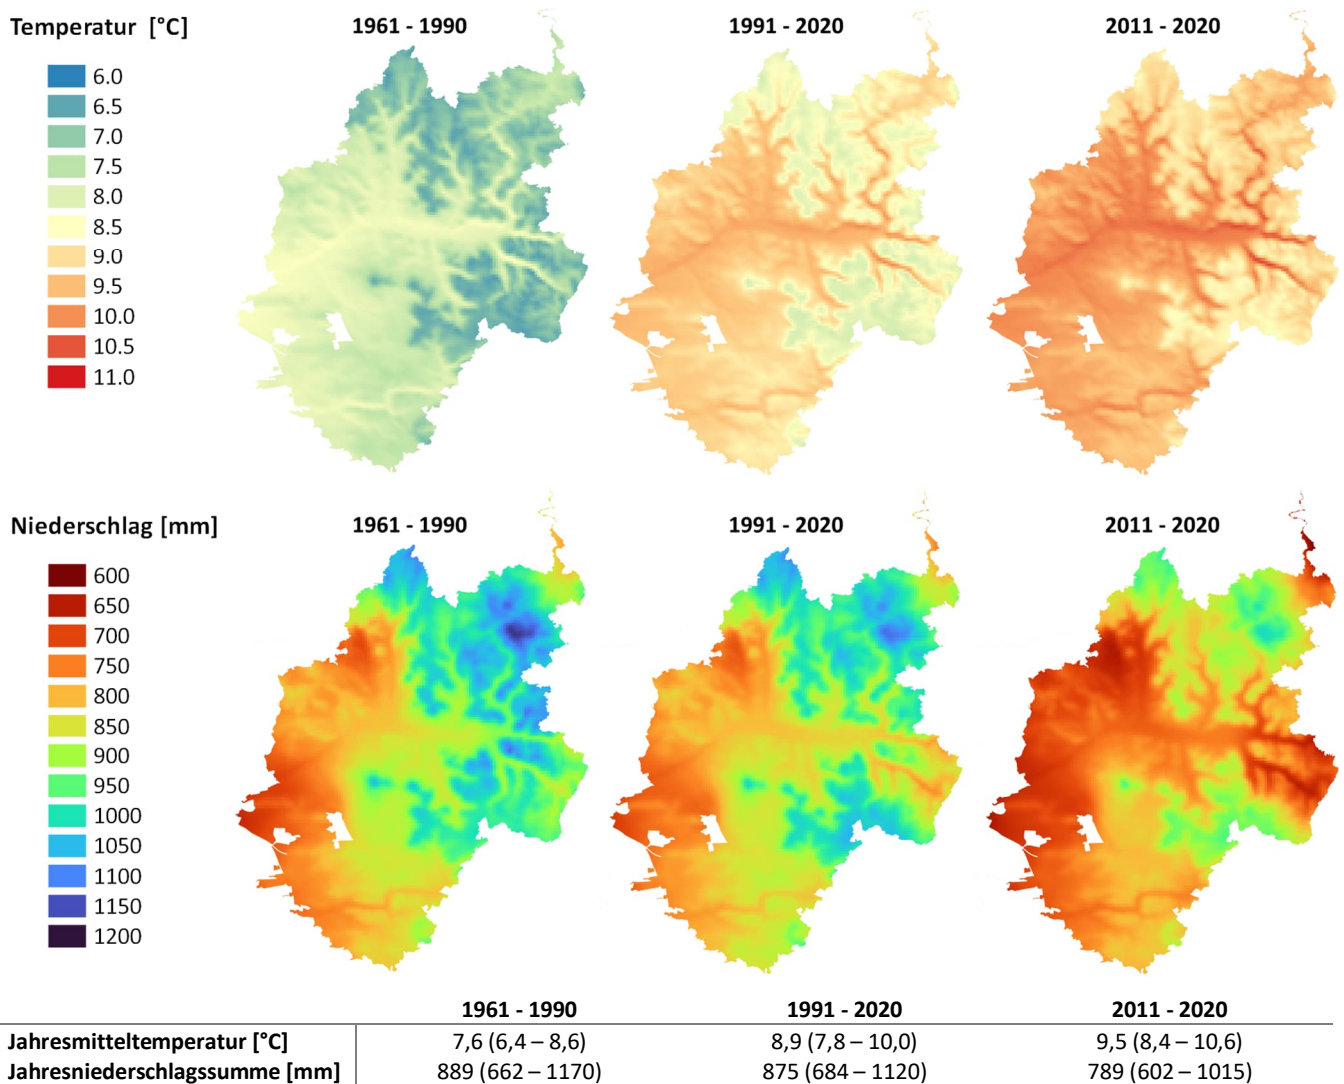 Temperatur [°C]
1961 - 1990
1991 - 2020
2011 - 2020
6.0
6.5
7.0
7.5
8.0
8.5
9.0
9.5
10.0
10.5
11.0
Niederschlag [mm]
1961 - 1990
1991 - 2020
2011 - 2020
600
650
700
750
800
850
900
950
1000
1050
1100
1150
1200
1961 - 1990 1991 - 2020 2011 - 2020
Jahresmitteltemperatur [°C] 7,6 (6,4 – 8,6) 8,9 (7,8 – 10,0) 9,5 (8,4 – 10,6)
Jahresniederschlagssumme [mm] 889 (662 – 1170) 875 (684 – 1120) 789 (602 – 1015)